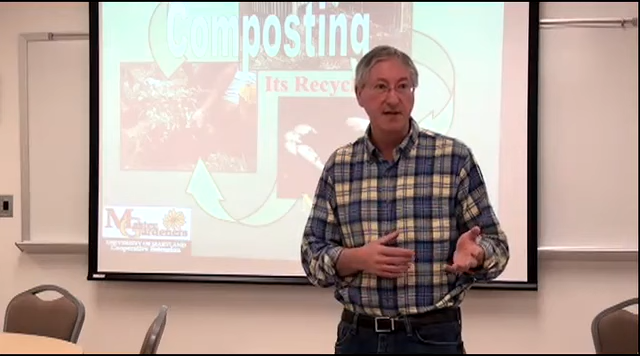 Composting
Its Recyc
Master
Gardeners
UNIVERSITY OF MARYLAND
Cooperative Extension